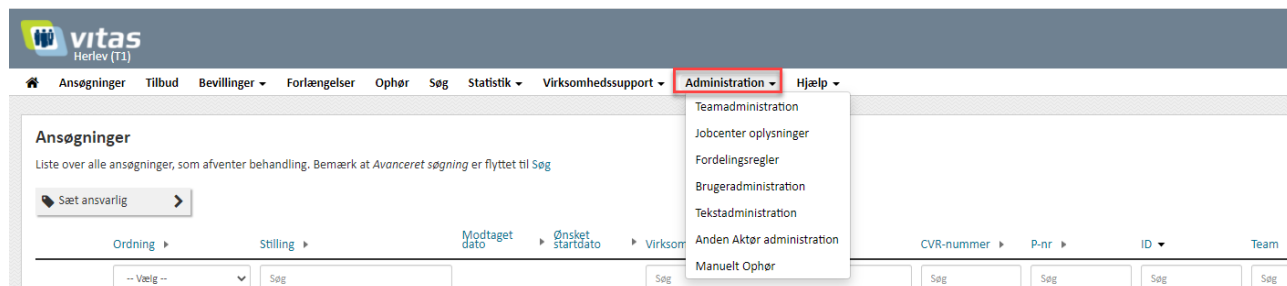 vitas
Herlev (T1)
Ansøgninger Tilbud Bevillinger Forlængelser Ophør Søg Statistik Virksomhedssupport Administration Hjælp
Teamadministration
Jobcenter oplysninger
Fordelingsregler
Brugeradministration
Tekstadministration
Anden Aktør administration
Manuelt Ophør
Ansøgninger
Liste over alle ansøgninger, som afventer behandling. Bemærk at Avanceret søgning er flyttet til Søg
Sæt ansvarlig
Ordning Stilling Modtaget dato Ønsket startdato Virksom CVR-nummer P-nr ID Team
-- Vælg -- Søg Søg Søg Søg Søg Søg